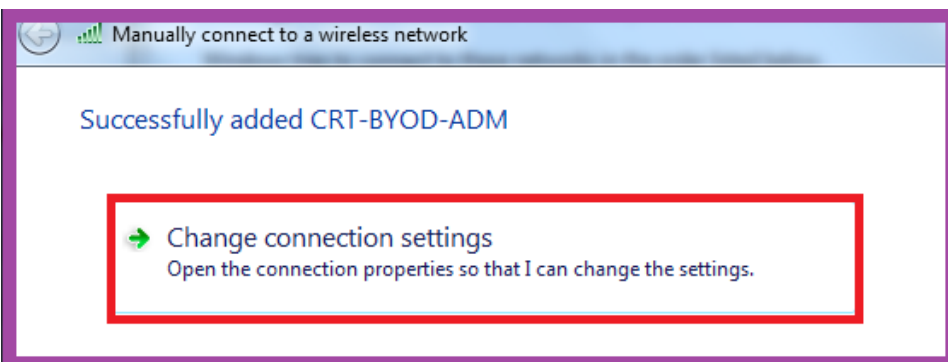 Manually connect to a wireless network
Successfully added CRT-BYOD-ADM
Change connection settings
Open the connection properties so that I can change the settings.